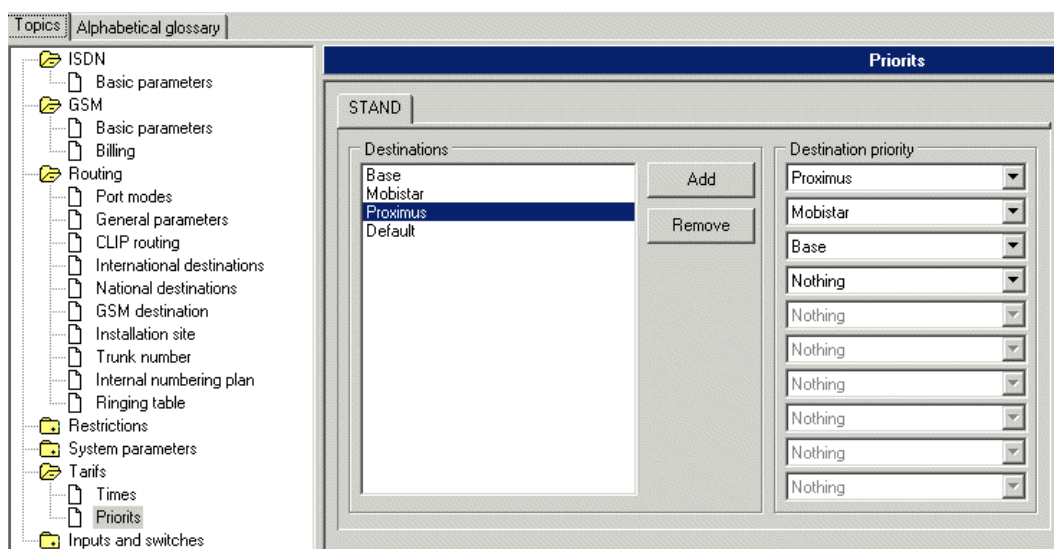 Topics Alphabetical glossary
ISDN
Basic parameters
GSM
Basic parameters
Billing
Routing
Port modes
General parameters
CLIP routing
International destinations
National destinations
GSM destination
Installation site
Trunk number
Internal numbering plan
Ringing table
Restrictions
System parameters
Tarifs
Times
Priorits
Inputs and switches
Priorits
STAND
Destinations
Base
Mobistar
Proximus
Default
Add
Remove
Destination priority
Proximus
Mobistar
Base
Nothing
Nothing
Nothing
Nothing
Nothing
Nothing
Nothing